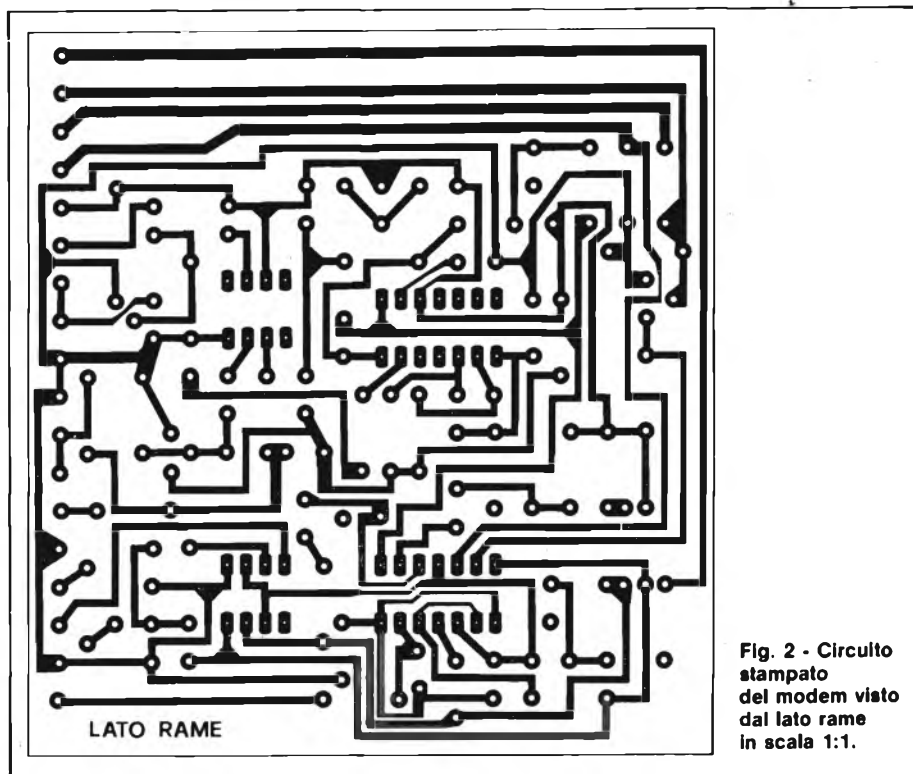 LATO RAME
Fig. 2 - Circuito
stampato
del modem visto
dal lato rame
in scala 1:1.